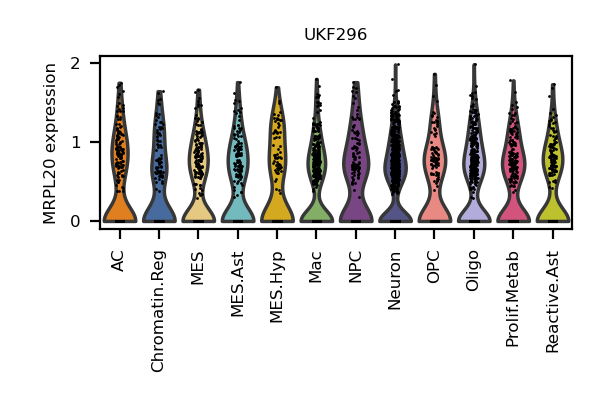 UKF296
MRPL20 expression
2
1
0
AC
Chromatin.Reg
MES
MES.Ast
MES.Hyp
Mac
NPC
Neuron
OPC
Oligo
Prolif.Metab
Reactive.Ast